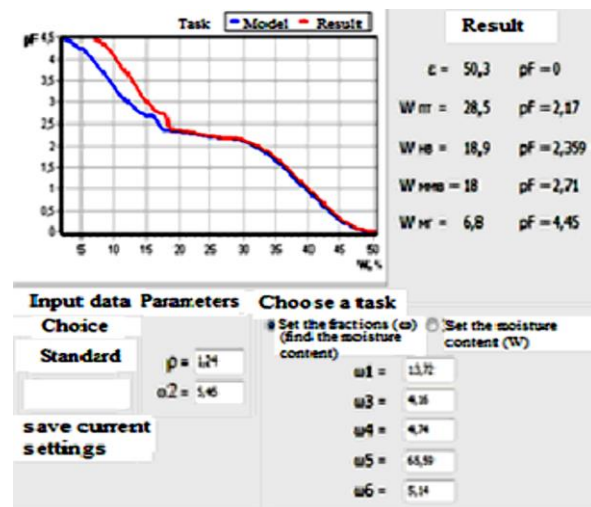 Task Model Result
pF 4,5
4
3,5
3
2,5
2
1,5
1
0,5
0
5 10 15 20 25 30 35 40 45 50
W, %
Result
ε = 50,3 pF = 0
W пт = 28,5 pF = 2,17
W нв = 18,9 pF = 2,359
W ммв = 18 pF = 2,71
W мг = 6,8 pF = 4,45
Input data Parameters Choose a task
Choice
Standard
ρ = 1,24
ω2 = 5,45
save current
settings
Set the fractions (ω)
(find the moisture
content)
Set the moisture
content (W)
ω1 = 13,72
ω3 = 4,16
ω4 = 4,74
ω5 =
ω6 = 5,14